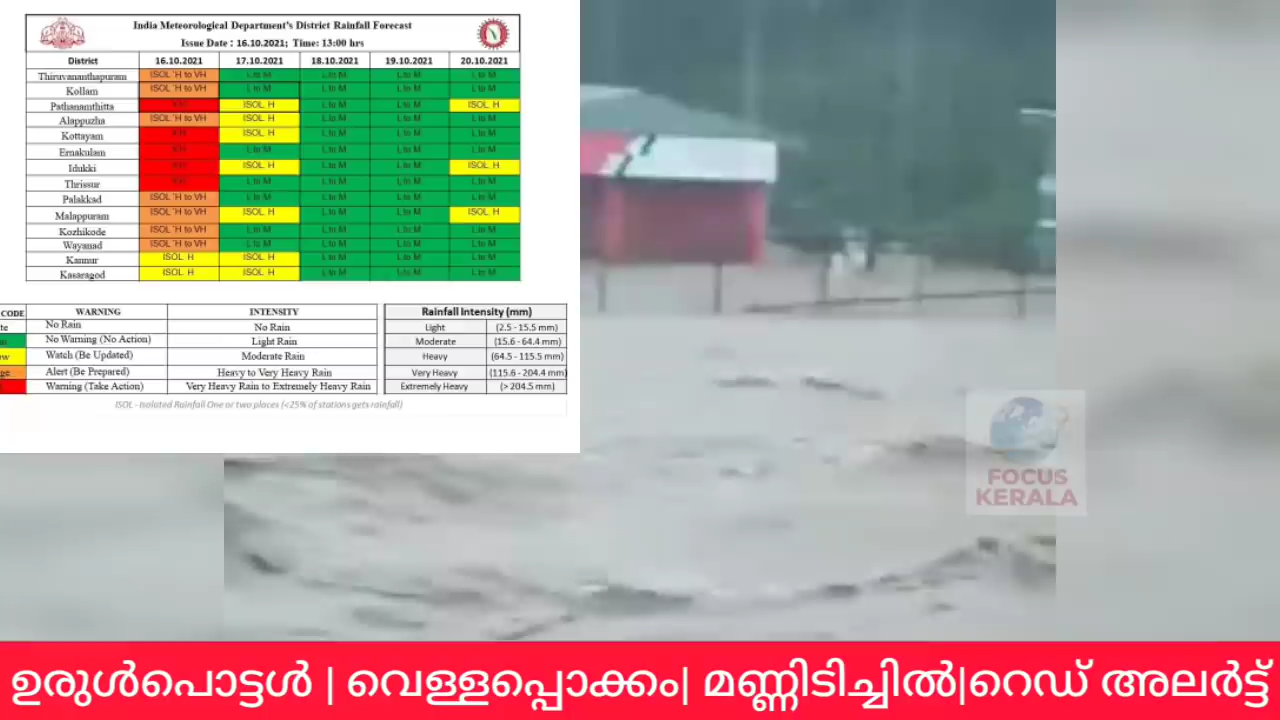 India Meteorological Department's District Rainfall Forecast
Issue Date : 16.10.2021; Time: 13:00 hrs
District 16.10.2021 17.10.2021 18.10.2021 19.10.2021 20.10.2021
Thiruvananthapuram ISOL H to VH L to M L to M L to M L to M
Kollam ISOL H to VH L to M L to M L to M L to M
Pathanamthitta ISOL H L to M L to M ISOL H
Alappuzha ISOL H to VH ISOL H L to M L to M L to M
Kottayam ISOL H L to M L to M L to M
Ernakulam L to M L to M L to M L to M
Idukki ISOL H L to M L to M ISOL H
Thrissur L to M L to M L to M L to M
Palakkad ISOL H to VH L to M L to M L to M L to M
Malappuram ISOL H to VH ISOL H L to M L to M ISOL H
Kozhikode ISOL H to VH L to M L to M L to M L to M
Wayanad ISOL H to VH L to M L to M L to M L to M
Kannur ISOL H ISOL H L to M L to M L to M
Kasaragod ISOL H ISOL H L to M L to M L to M
CODE WARNING INTENSITY
te No Rain No Rain
No Warning (No Action) Light Rain
w Watch (Be Updated) Moderate Rain
ge Alert (Be Prepared) Heavy to Very Heavy Rain
Warning (Take Action) Very Heavy Rain to Extremely Heavy Rain
Rainfall Intensity (mm)
Light (2.5 - 15.5 mm)
Moderate (15.6 - 64.4 mm)
Heavy (64.5 - 115.5 mm)
Very Heavy (115.6 - 204.4 mm)
Extremely Heavy (> 204.5 mm)
ISOL - Isolated Rainfall One or two places (<25% of stations gets rainfall)
FOCUS
KERALA
ഉരുൾപൊട്ടൽ | വെള്ളപ്പൊക്കം| മണ്ണിടിച്ചിൽ|റെഡ് അലർട്ട്